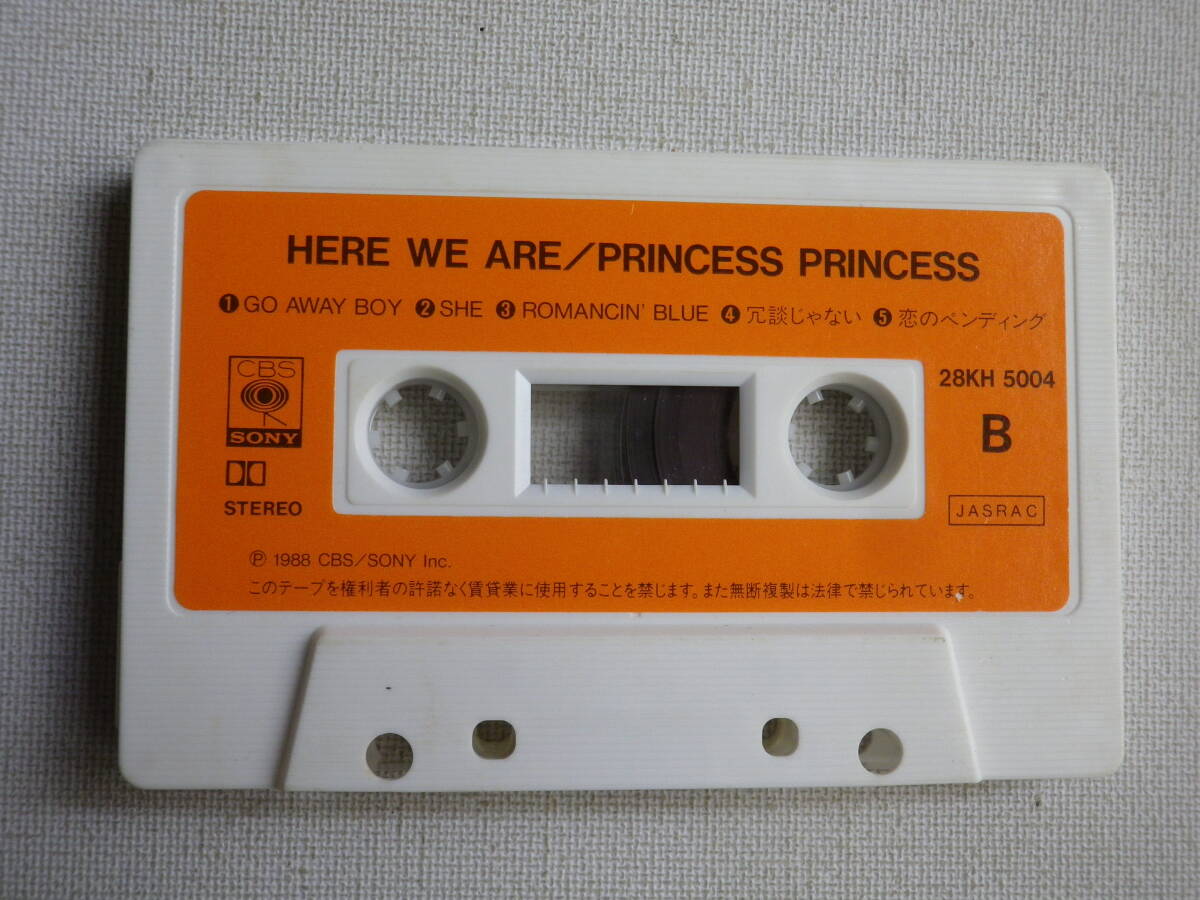 HERE WE ARE/PRINCESS PRINCESS
❶GO AWAY BOY ❷SHE ❸ROMANCIN' BLUE ❹冗談じゃない ❺恋のペンディング
CBS
SONY
STEREO
28KH 5004
B
JASRAC
Ⓟ 1988 CBS/SONY Inc.
このテープを権利者の許諾なく賃貸業に使用することを禁じます。また無断複製は法律で禁じられています。